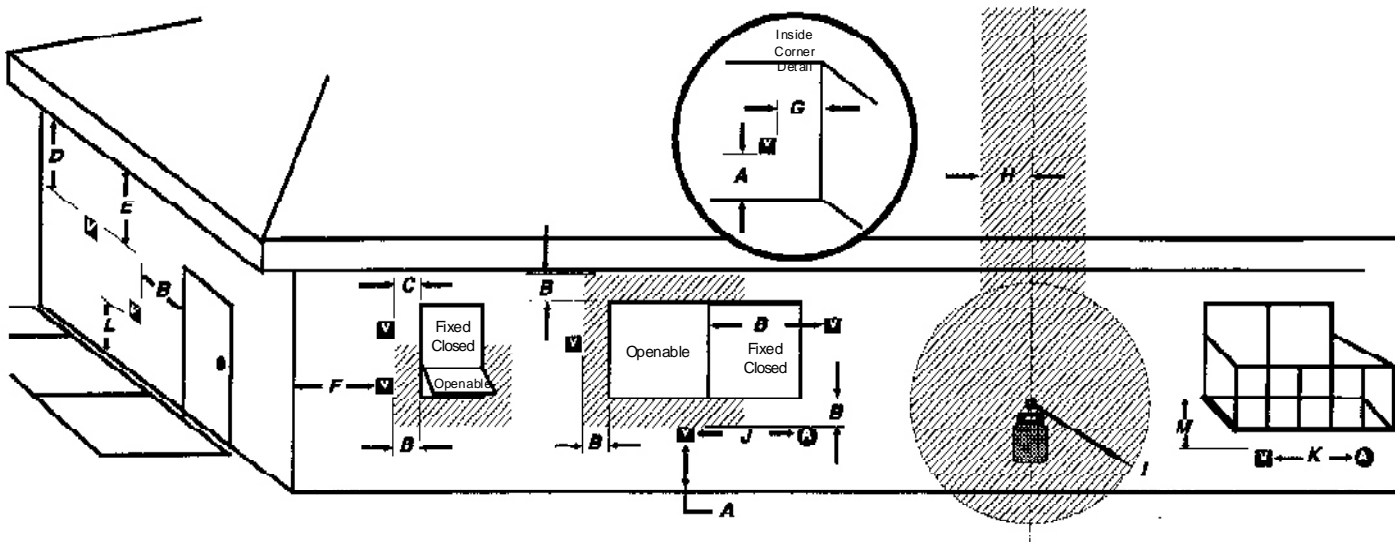 Inside
Corner
Detail
G
V
A
D
E
V
B
V
L
H
C
V
Fixed
Closed
Openable
F
V
B
B
V
Openable
B
V
Fixed
Closed
B
B
V
J
A
A
I
M
V
K
A